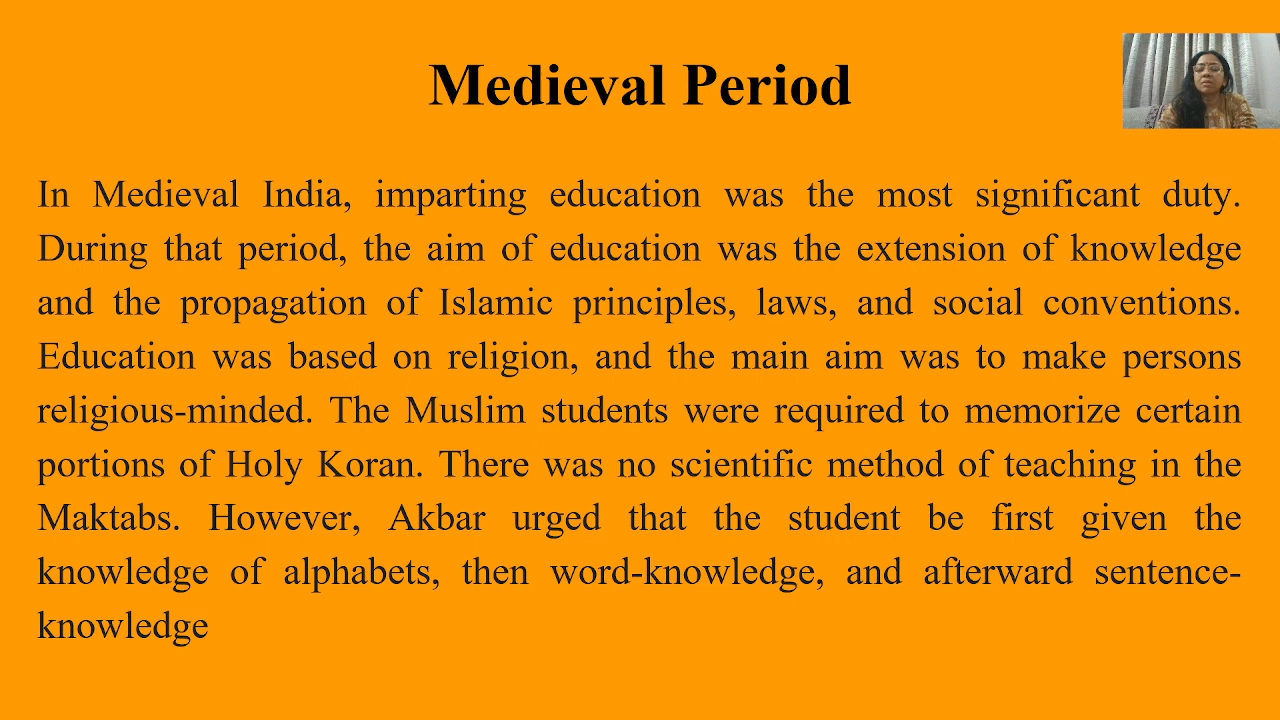 Medieval Period
In Medieval India, imparting education was the most significant duty.
During that period, the aim of education was the extension of knowledge
and the propagation of Islamic principles, laws, and social conventions.
Education was based on religion, and the main aim was to make persons
religious-minded. The Muslim students were required to memorize certain
portions of Holy Koran. There was no scientific method of teaching in the
Maktabs. However, Akbar urged that the student be first given the
knowledge of alphabets, then word-knowledge, and afterward sentence-
knowledge